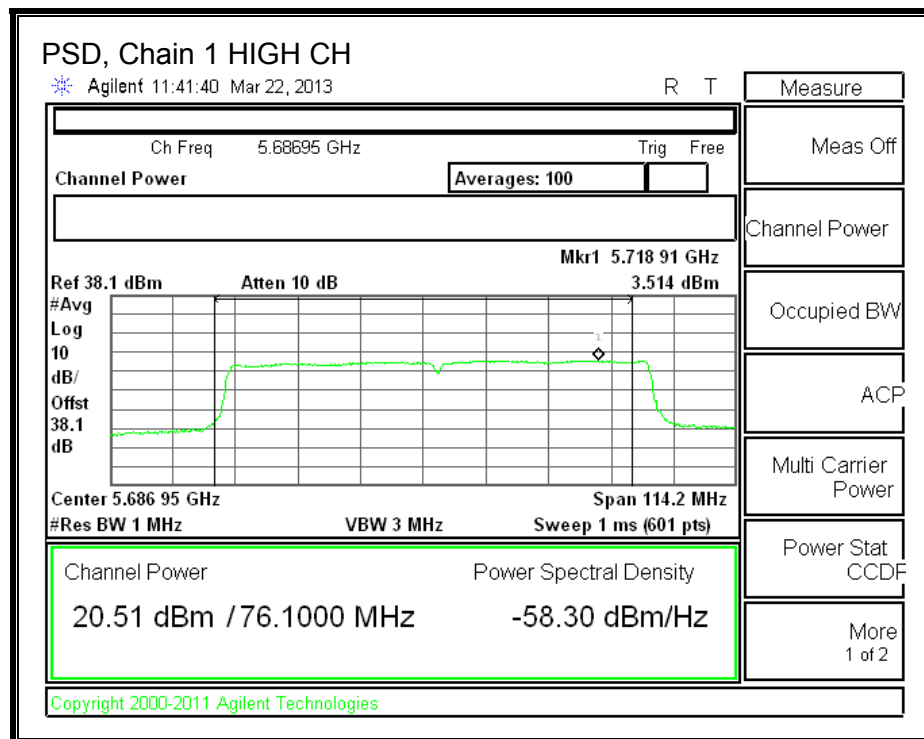 PSD, Chain 1 HIGH CH
Agilent 11:41:40 Mar 22, 2013 R T
Measure
Ch Freq 5.68695 GHz Trig Free
Meas Off
Channel Power Averages: 100
Channel Power
Mkr1 5.718 91 GHz
Ref 38.1 dBm Atten 10 dB 3.514 dBm
#Avg
Log
10
dB/
Offst
38.1
dB
1
Occupied BW
ACP
Center 5.686 95 GHz Span 114.2 MHz
#Res BW 1 MHz VBW 3 MHz Sweep 1 ms (601 pts)
Multi Carrier
Power
Channel Power Power Spectral Density
20.51 dBm / 76.1000 MHz -58.30 dBm/Hz
Power Stat
CCDF
More
1 of 2
Copyright 2000-2011 Agilent Technologies